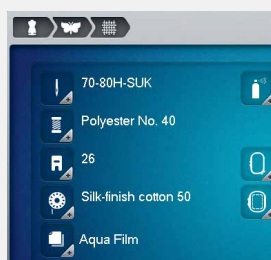 70-80H-SUK
Polyester No. 40
26
Silk-finish cotton 50
Aqua Film